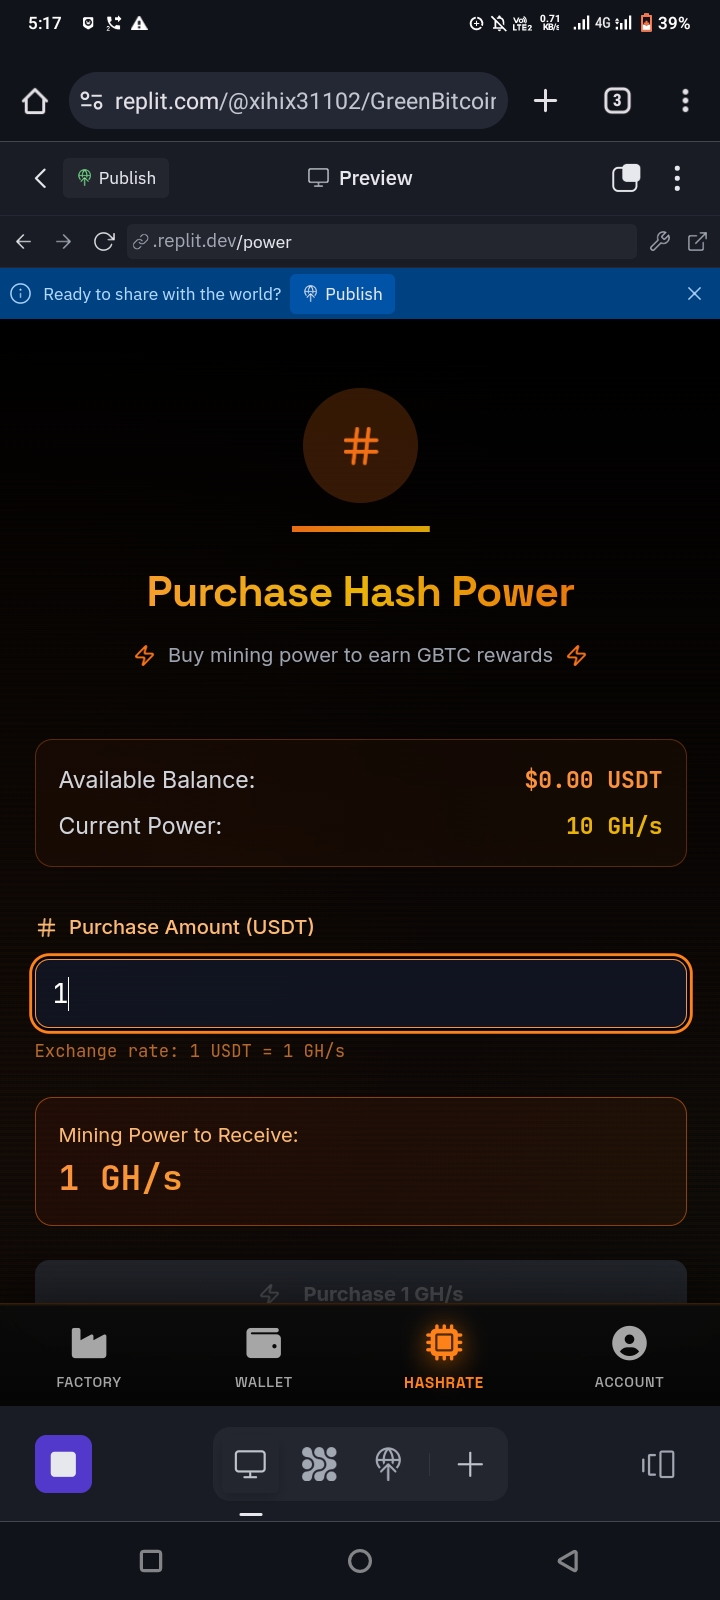 5:17
Vo) LTE2
0.71 KB/s
4G
39%
replit.com/@xihix31102/GreenBitcoin
3
Publish
Preview
.replit.dev/power
Ready to share with the world?
Publish
#
Purchase Hash Power
Buy mining power to earn GBTC rewards
Available Balance: $0.00 USDT
Current Power: 10 GH/s
# Purchase Amount (USDT)
1
Exchange rate: 1 USDT = 1 GH/s
Mining Power to Receive:
1 GH/s
Purchase 1 GH/s
FACTORY WALLET HASHRATE ACCOUNT